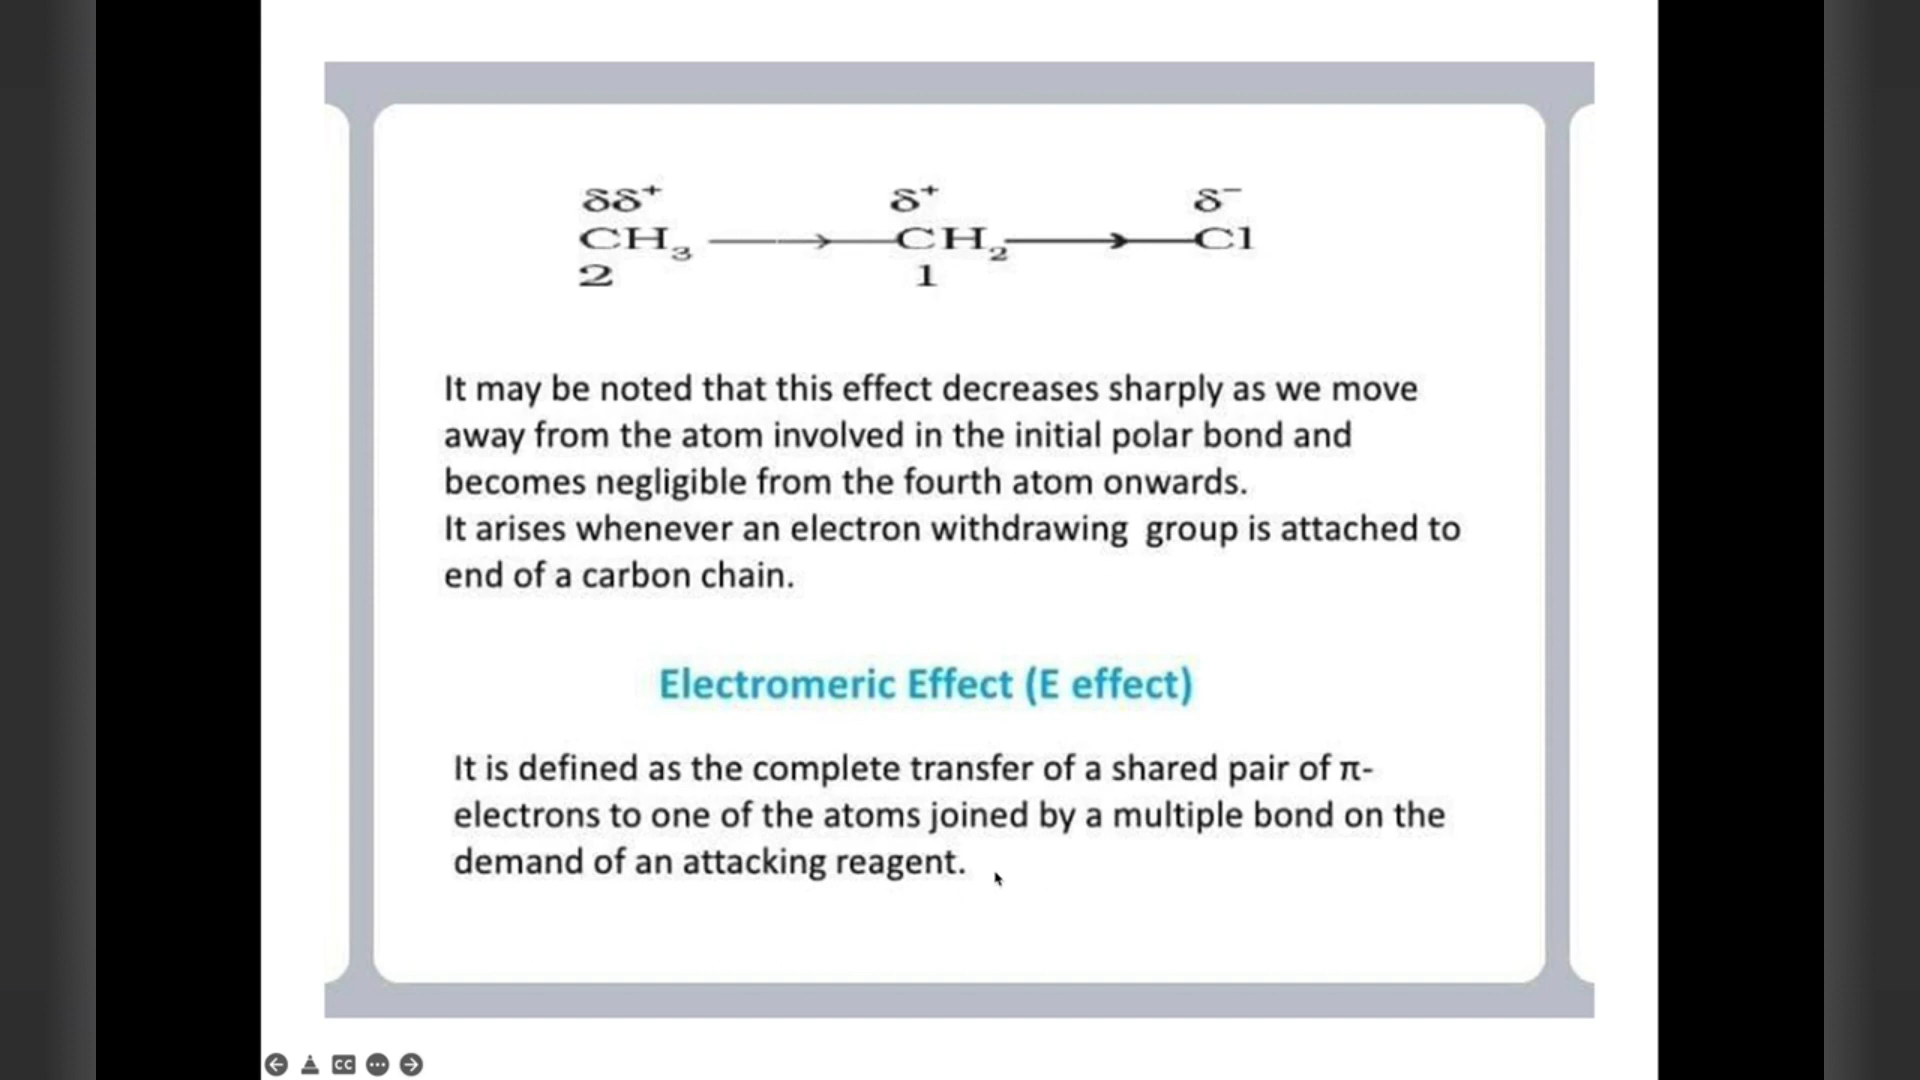 δδ⁺ δ⁺ δ⁻
CH₃ CH₂ Cl
2 1
It may be noted that this effect decreases sharply as we move
away from the atom involved in the initial polar bond and
becomes negligible from the fourth atom onwards.
It arises whenever an electron withdrawing group is attached to
end of a carbon chain.
Electromeric Effect (E effect)
It is defined as the complete transfer of a shared pair of π-
electrons to one of the atoms joined by a multiple bond on the
demand of an attacking reagent.
CC